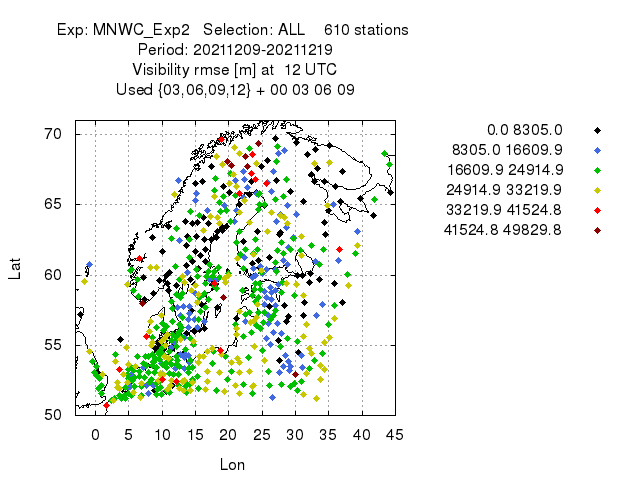 Exp: MNWC_Exp2 Selection: ALL 610 stations
Period: 20211209-20211219
Visibility rmse [m] at 12 UTC
Used {03,06,09,12} + 00 03 06 09
0.0 8305.0
8305.0 16609.9
16609.9 24914.9
24914.9 33219.9
33219.9 41524.8
41524.8 49829.8
70
65
60
55
50
Lat
0 5 10 15 20 25 30 35 40 45
Lon